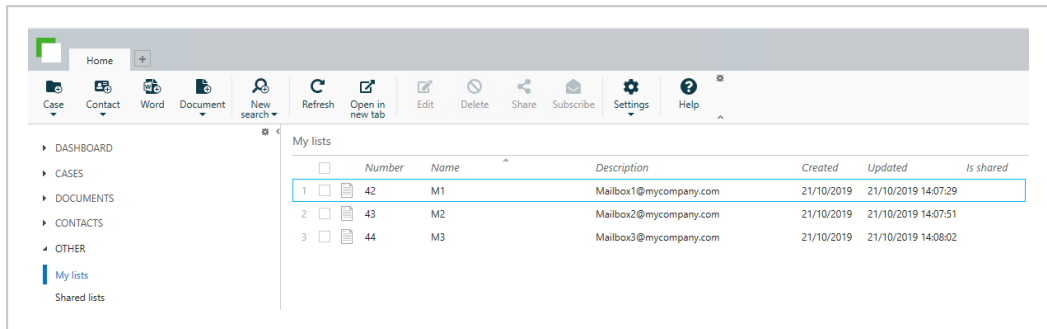 Home +
Case Contact Word Document New search Refresh Open in new tab Edit Delete Share Subscribe Settings Help
DASHBOARD
CASES
DOCUMENTS
CONTACTS
OTHER
My lists
Shared lists
My lists
Number Name Description Created Updated Is shared
1 42 M1 Mailbox1@mycompany.com 21/10/2019 21/10/2019 14:07:29
2 43 M2 Mailbox2@mycompany.com 21/10/2019 21/10/2019 14:07:51
3 44 M3 Mailbox3@mycompany.com 21/10/2019 21/10/2019 14:08:02